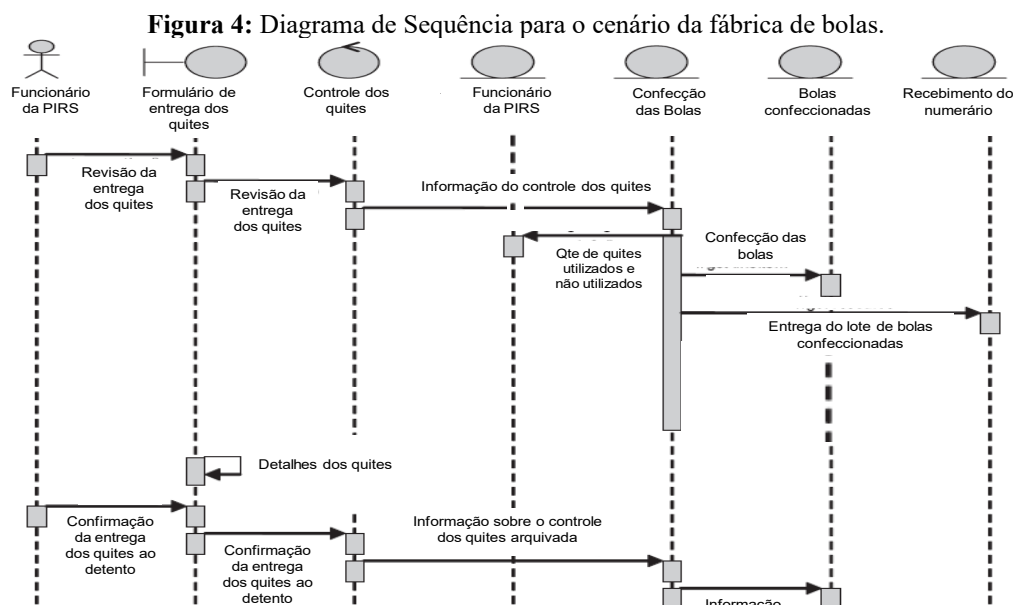 Figura 4: Diagrama de Sequência para o cenário da fábrica de bolas.
Funcionário
da PIRS
Formulário de
entrega dos
quites
Controle dos
quites
Funcionário
da PIRS
Confecção
das Bolas
Bolas
confeccionadas
Recebimento do
numerário
Revisão da
entrega
dos quites
Revisão da
entrega
dos quites
Informação do controle dos quites
Qte de quites
utilizados e
não utilizados
Confecção das
bolas
Entrega do lote de bolas
confeccionadas
Detalhes dos quites
Confirmação
da entrega
dos quites ao
detento
Confirmação
da entrega
dos quites ao
detento
Informação sobre o controle
dos quites arquivada
Informação